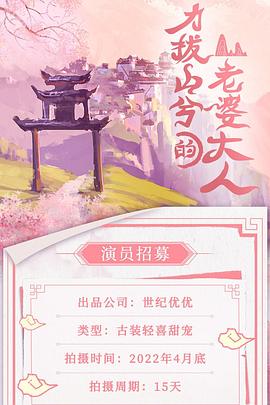 力拔山兮的
老婆大人
演员招募
出品公司：世纪优优
类型：古装轻喜甜宠
拍摄时间：2022年4月底
拍摄周期：15天